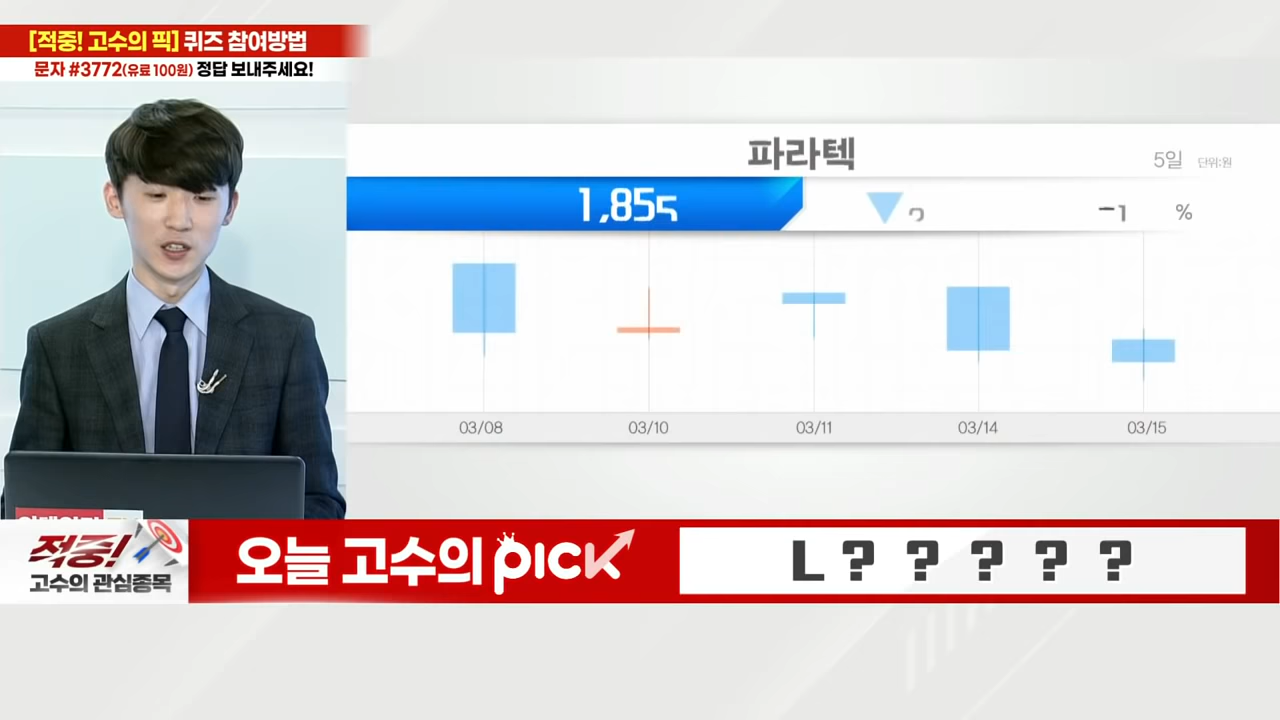 [적중! 고수의 픽] 퀴즈 참여방법
문자 #3772(유료 100원) 정답 보내주세요!
파라텍
5일 단위:원
1,855
%
03/08 03/10 03/11 03/14 03/15
적중!
고수의 관심종목
오늘 고수의 pick
L ? ? ? ? ?